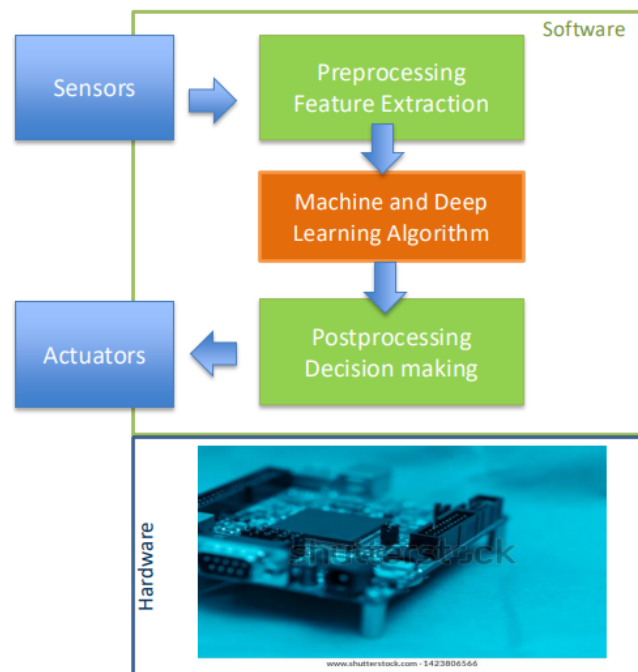 Software
Sensors
Preprocessing
Feature Extraction
Machine and Deep
Learning Algorithm
Actuators
Postprocessing
Decision making
Hardware
shutterstock
www.shutterstock.com · 1423806566